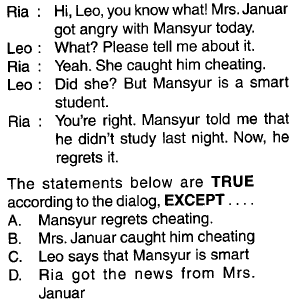 Ria : Hi, Leo, you know what! Mrs. Januar
got angry with Mansyur today.
Leo : What? Please tell me about it.
Ria : Yeah. She caught him cheating.
Leo : Did she? But Mansyur is a smart
student.
Ria : You're right. Mansyur told me that
he didn't study last night. Now, he
regrets it.
The statements below are TRUE
according to the dialog, EXCEPT ....
A. Mansyur regrets cheating.
B. Mrs. Januar caught him cheating
C. Leo says that Mansyur is smart
D. Ria got the news from Mrs.
Januar